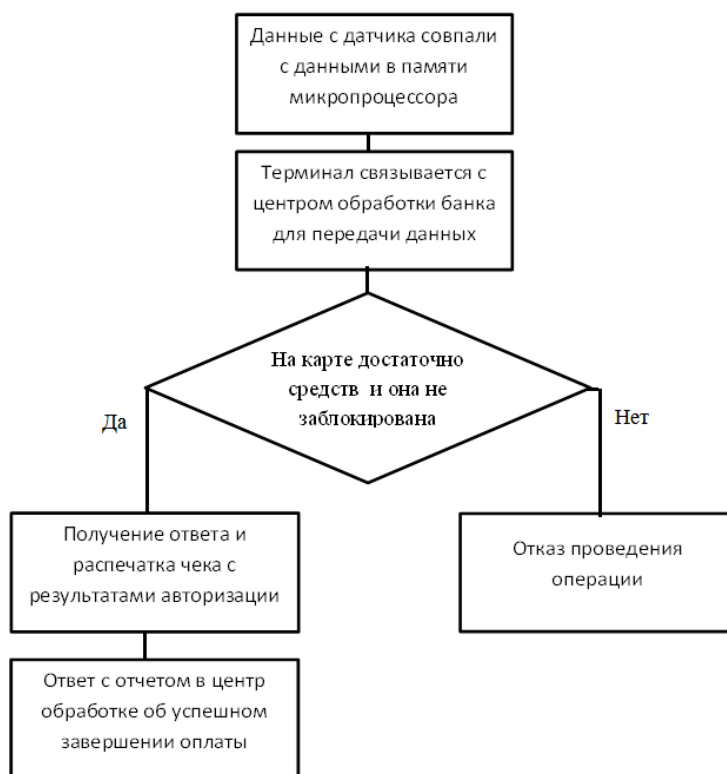 Данные с датчика совпали
с данными в памяти
микропроцессора
Терминал связывается с
центром обработки банка
для передачи данных
На карте достаточно
средств и она не
заблокирована
Да
Нет
Получение ответа и
распечатка чека с
результатами авторизации
Отказ проведения
операции
Ответ с отчетом в центр
обработке об успешном
завершении оплаты